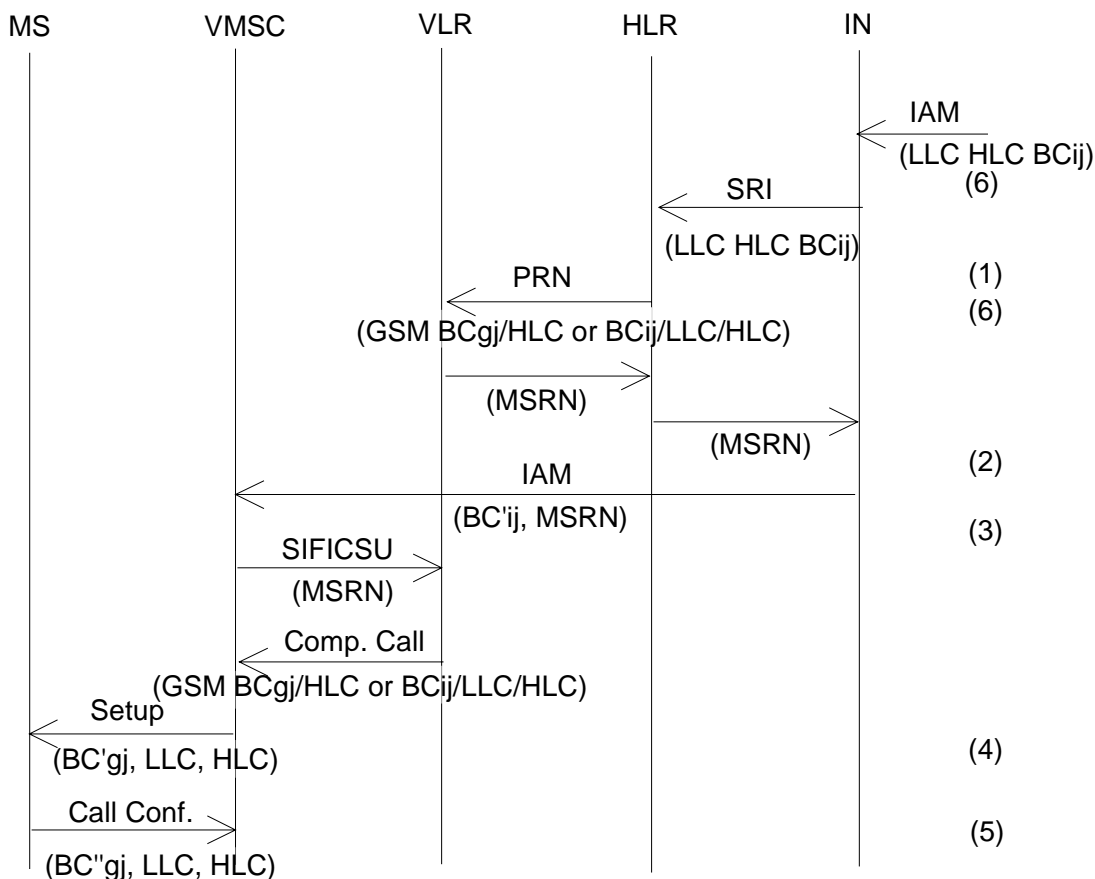 MS VMSC VLR HLR IN
IAM
(LLC HLC BCij)
(6)
SRI
(LLC HLC BCij)
(1)
PRN
(6)
(GSM BCgj/HLC or BCij/LLC/HLC)
(MSRN)
(MSRN)
(2)
IAM
(BC'ij, MSRN)
(3)
SIFICSU
(MSRN)
Comp. Call
(GSM BCgj/HLC or BCij/LLC/HLC)
Setup
(BC'gj, LLC, HLC)
(4)
Call Conf.
(5)
(BC"gj, LLC, HLC)